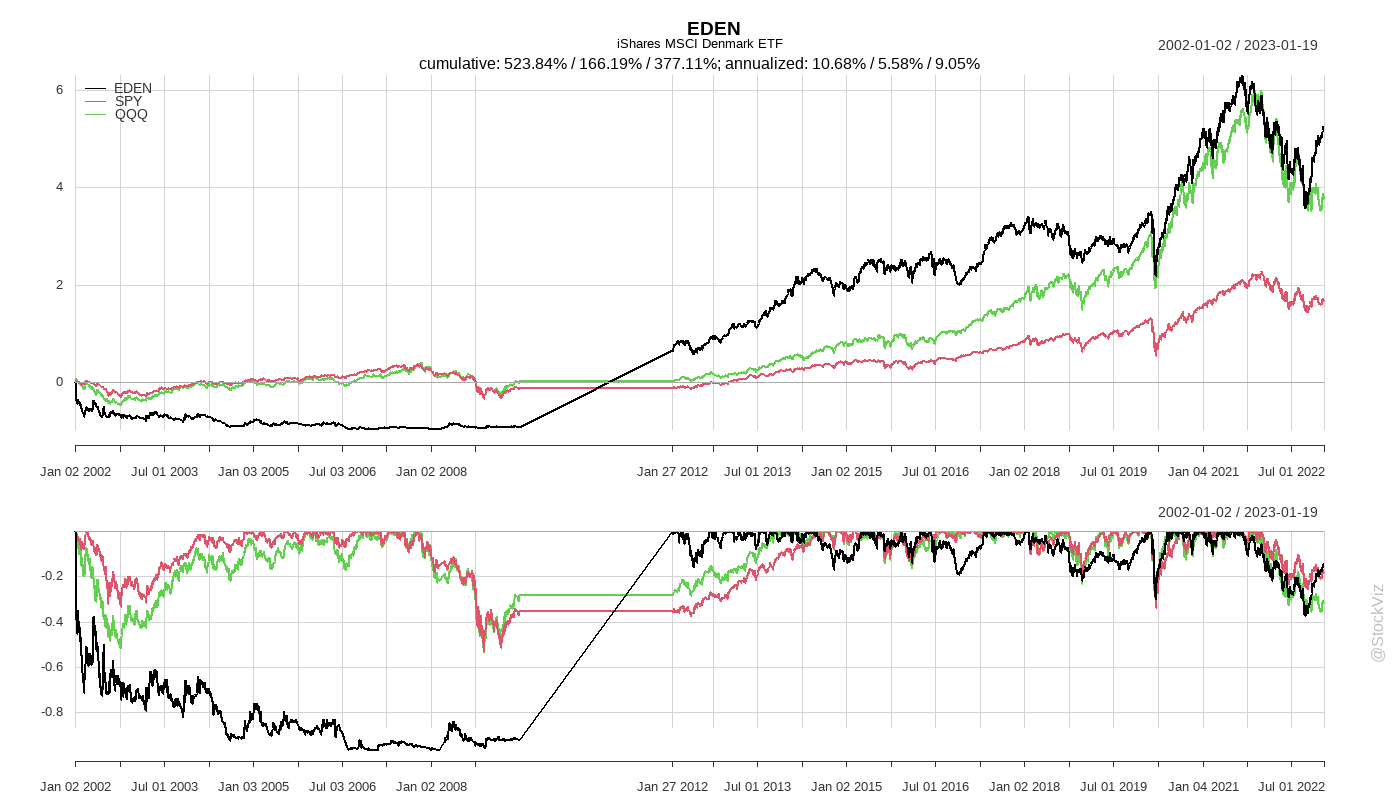 EDEN
iShares MSCI Denmark ETF
2002-01-02 / 2023-01-19
cumulative: 523.84% / 166.19% / 377.11%; annualized: 10.68% / 5.58% / 9.05%
EDEN
SPY
QQQ
6
4
2
0
Jan 02 2002 Jul 01 2003 Jan 03 2005 Jul 03 2006 Jan 02 2008 Jan 27 2012 Jul 01 2013 Jan 02 2015 Jul 01 2016 Jan 02 2018 Jul 01 2019 Jan 04 2021 Jul 01 2022
2002-01-02 / 2023-01-19
-0.2
-0.4
-0.6
-0.8
Jan 02 2002 Jul 01 2003 Jan 03 2005 Jul 03 2006 Jan 02 2008 Jan 27 2012 Jul 01 2013 Jan 02 2015 Jul 01 2016 Jan 02 2018 Jul 01 2019 Jan 04 2021 Jul 01 2022
@StockViz